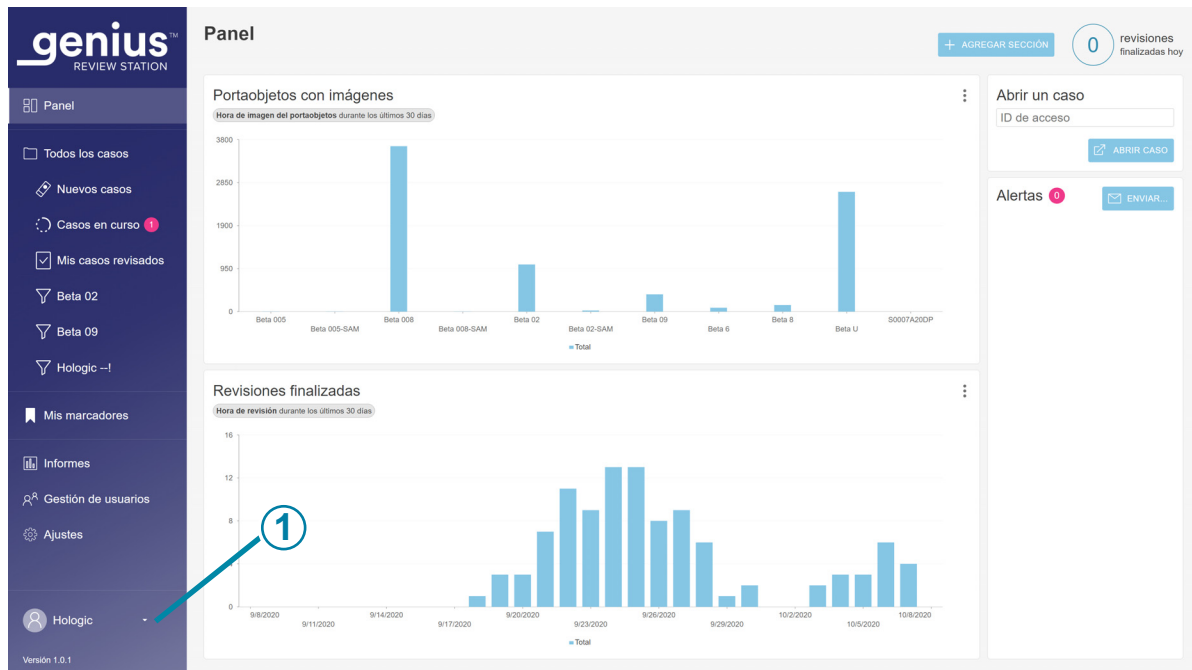 genius™
REVIEW STATION
Panel
Todos los casos
Nuevos casos
Casos en curso 1
Mis casos revisados
Beta 02
Beta 09
Hologic --!
Mis marcadores
Informes
Gestión de usuarios
Ajustes
Hologic
Versión 1.0.1
Panel
+ AGREGAR SECCIÓN
0
revisiones
finalizadas hoy
Portaobjetos con imágenes
Hora de imagen del portaobjetos durante los últimos 30 días
3800
2850
1900
950
0
Beta 005
Beta 005-SAM
Beta 008
Beta 008-SAM
Beta 02
Beta 02-SAM
Beta 09
Beta 6
Beta 8
Beta U
S0007A20DP
Total
Revisiones finalizadas
Hora de revisión durante los últimos 30 días
16
12
8
0
9/8/2020
9/11/2020
9/14/2020
9/17/2020
9/20/2020
9/23/2020
9/26/2020
9/29/2020
10/2/2020
10/5/2020
10/8/2020
Total
Abrir un caso
ID de acceso
ABRIR CASO
Alertas 0
ENVIAR...
1